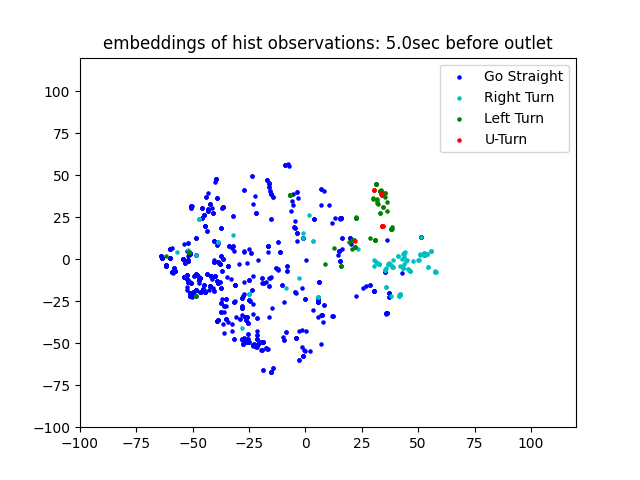 embeddings of hist observations: 5.0sec before outlet
Go Straight
Right Turn
Left Turn
U-Turn
100
75
50
25
0
−25
−50
−75
−100
−100 −75 −50 −25 0 25 50 75 100